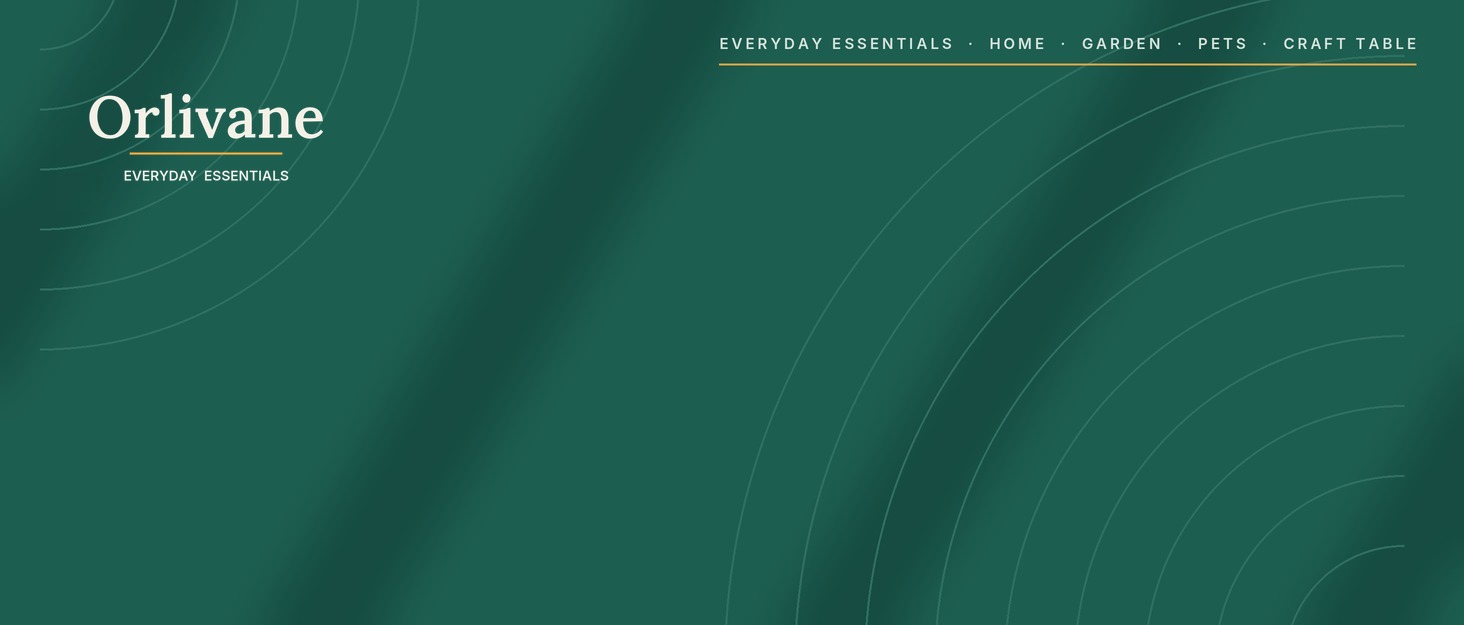 EVERYDAY ESSENTIALS · HOME · GARDEN · PETS · CRAFT TABLE
Orlivane
EVERYDAY ESSENTIALS